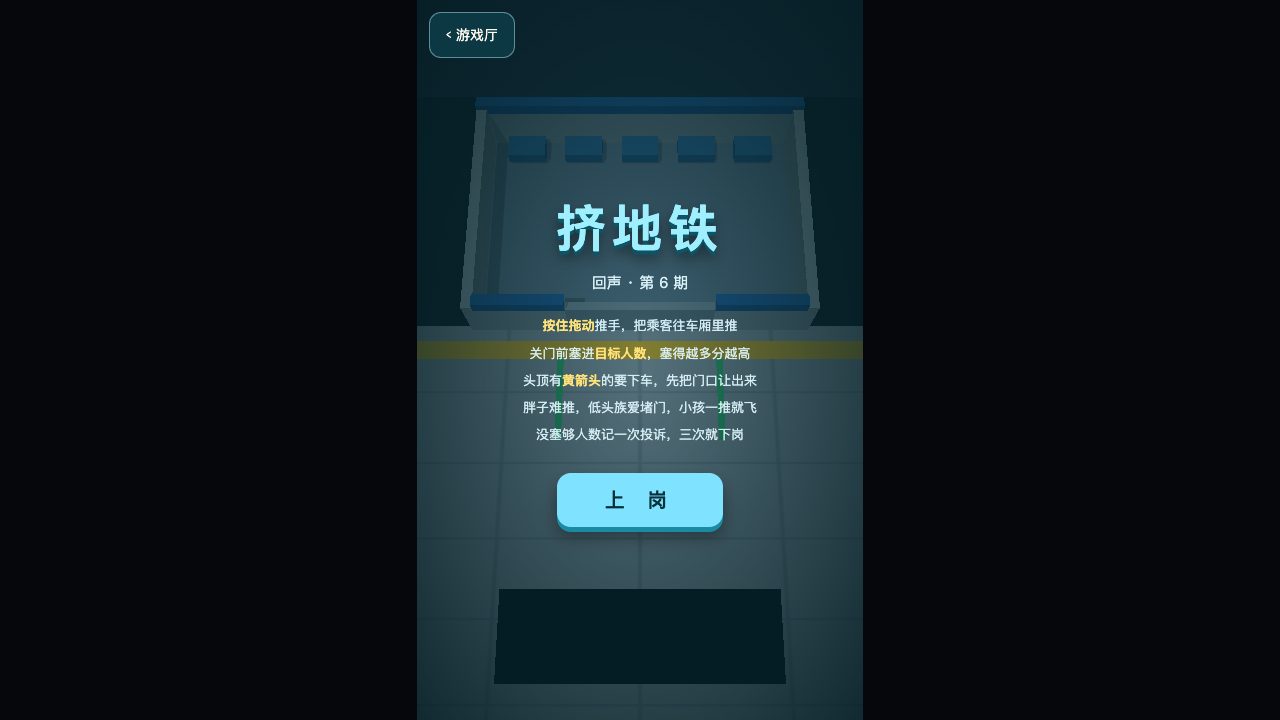 < 游戏厅
挤地铁
回声 · 第 6 期
按住拖动推手，把乘客往车厢里推
关门前塞进目标人数，塞得越多分越高
头顶有黄箭头的要下车，先把门口让出来
胖子难推，低头族爱堵门，小孩一推就飞
没塞够人数记一次投诉，三次就下岗
上 岗